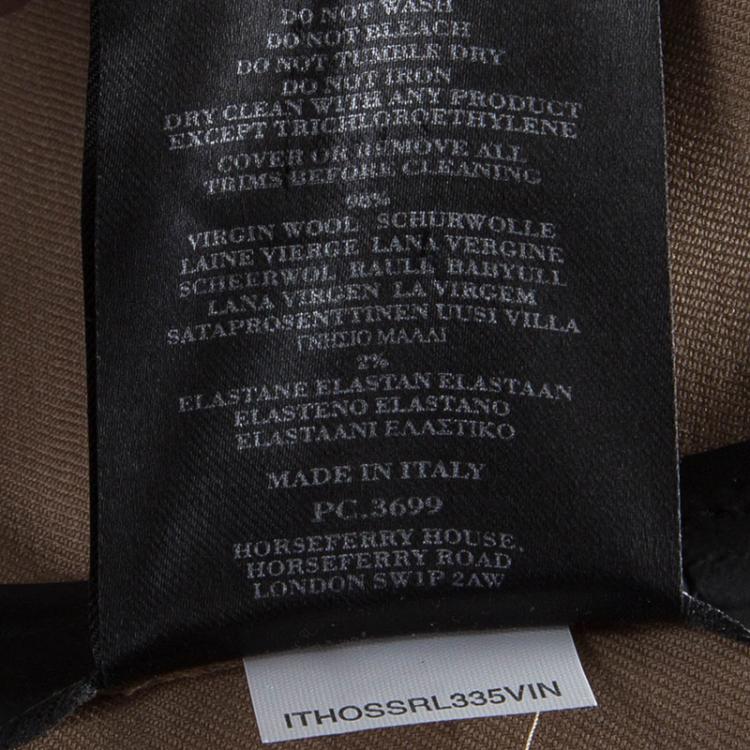 DO NOT WASH
DO NOT BLEACH
DO NOT TUMBLE DRY
DO NOT IRON
DRY CLEAN WITH ANY PRODUCT
EXCEPT TRICHLOROETHYLENE
COVER OR REMOVE ALL
TRIMS BEFORE CLEANING
98%
VIRGIN WOOL SCHURWOLLE
LAINE VIERGE LANA VERGINE
SCHEERWOL RAULE BABYULL
LANA VIRGEN LA VIRGEM
SATAPROSENTTINEN UUSI VILLA
ΓΝΗΣΙΟ ΜΑΛΛΙ
2%
ELASTANE ELASTAN ELASTAAN
ELASTENO ELASTANO
ELASTAANI ΕΛΑΣΤΙΚΟ
MADE IN ITALY
PC.3699
HORSEFERRY HOUSE,
HORSEFERRY ROAD
LONDON SW1P 2AW
ITHOSSRL335VIN